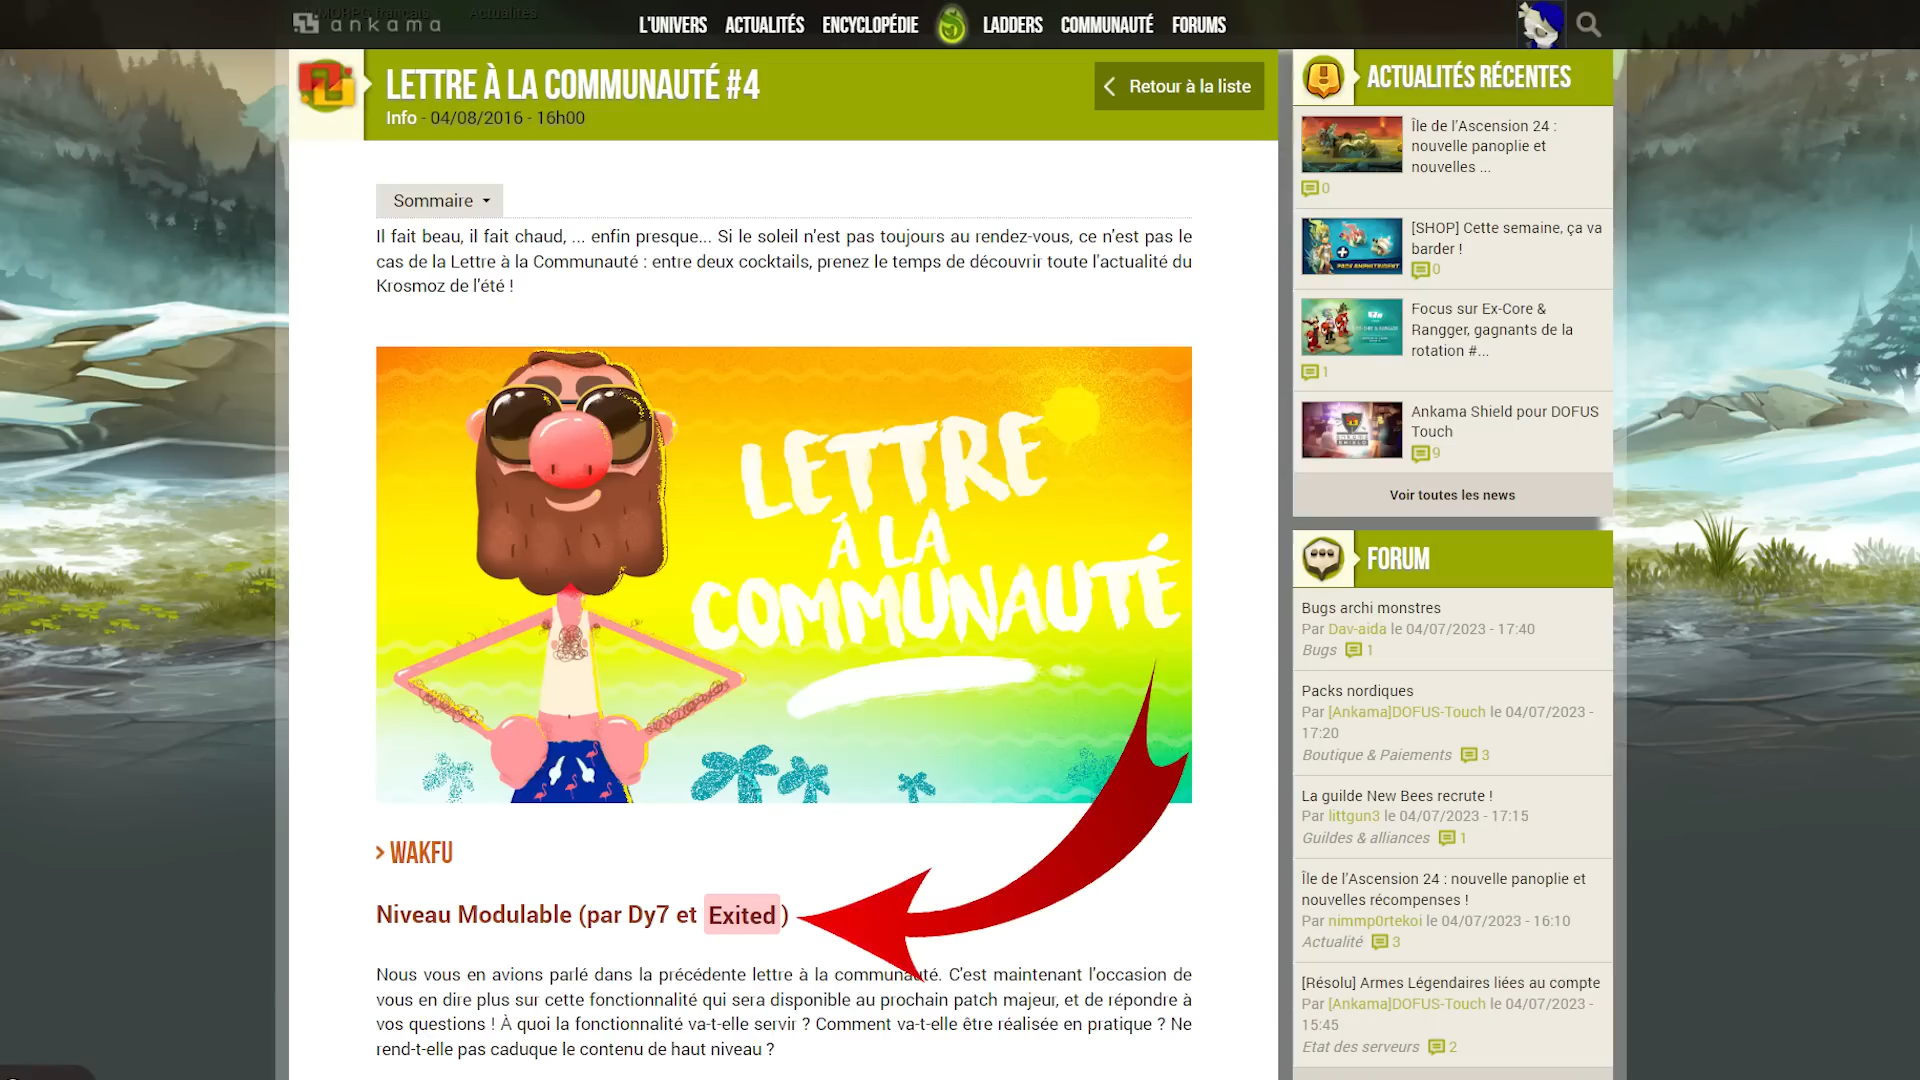 ankama
L'UNIVERS
ACTUALITÉS
ENCYCLOPÉDIE
LADDERS
COMMUNAUTÉ
FORUMS
LETTRE À LA COMMUNAUTÉ #4
Info - 04/08/2016 - 16h00
Retour à la liste
Sommaire
Il fait beau, il fait chaud, ... enfin presque... Si le soleil n'est pas toujours au rendez-vous, ce n'est pas le
cas de la Lettre à la Communauté : entre deux cocktails, prenez le temps de découvrir toute l'actualité du
Krosmoz de l'été !
LETTRE
À LA
COMMUNAUTÉ
> WAKFU
Niveau Modulable (par Dy7 et Exited)
Nous vous en avions parlé dans la précédente lettre à la communauté. C'est maintenant l'occasion de
vous en dire plus sur cette fonctionnalité qui sera disponible au prochain patch majeur, et de répondre à
vos questions ! À quoi la fonctionnalité va-t-elle servir ? Comment va-t-elle être réalisée en pratique ? Ne
rend-t-elle pas caduque le contenu de haut niveau ?
ACTUALITÉS RÉCENTES
Île de l'Ascension 24 :
nouvelle panoplie et
nouvelles ...
0
[SHOP] Cette semaine, ça va
barder !
0
Focus sur Ex-Core &
Rangger, gagnants de la
rotation #...
1
Ankama Shield pour DOFUS
Touch
9
Voir toutes les news
FORUM
Bugs archi monstres
Par Dav-aida le 04/07/2023 - 17:40
Bugs 1
Packs nordiques
Par [Ankama]DOFUS-Touch le 04/07/2023 -
17:20
Boutique & Paiements 3
La guilde New Bees recrute !
Par littgun3 le 04/07/2023 - 17:15
Guildes & alliances 1
Île de l'Ascension 24 : nouvelle panoplie et
nouvelles récompenses !
Par nimmp0rtekoi le 04/07/2023 - 16:10
Actualité 3
[Résolu] Armes Légendaires liées au compte
Par [Ankama]DOFUS-Touch le 04/07/2023 -
15:45
Etat des serveurs 2